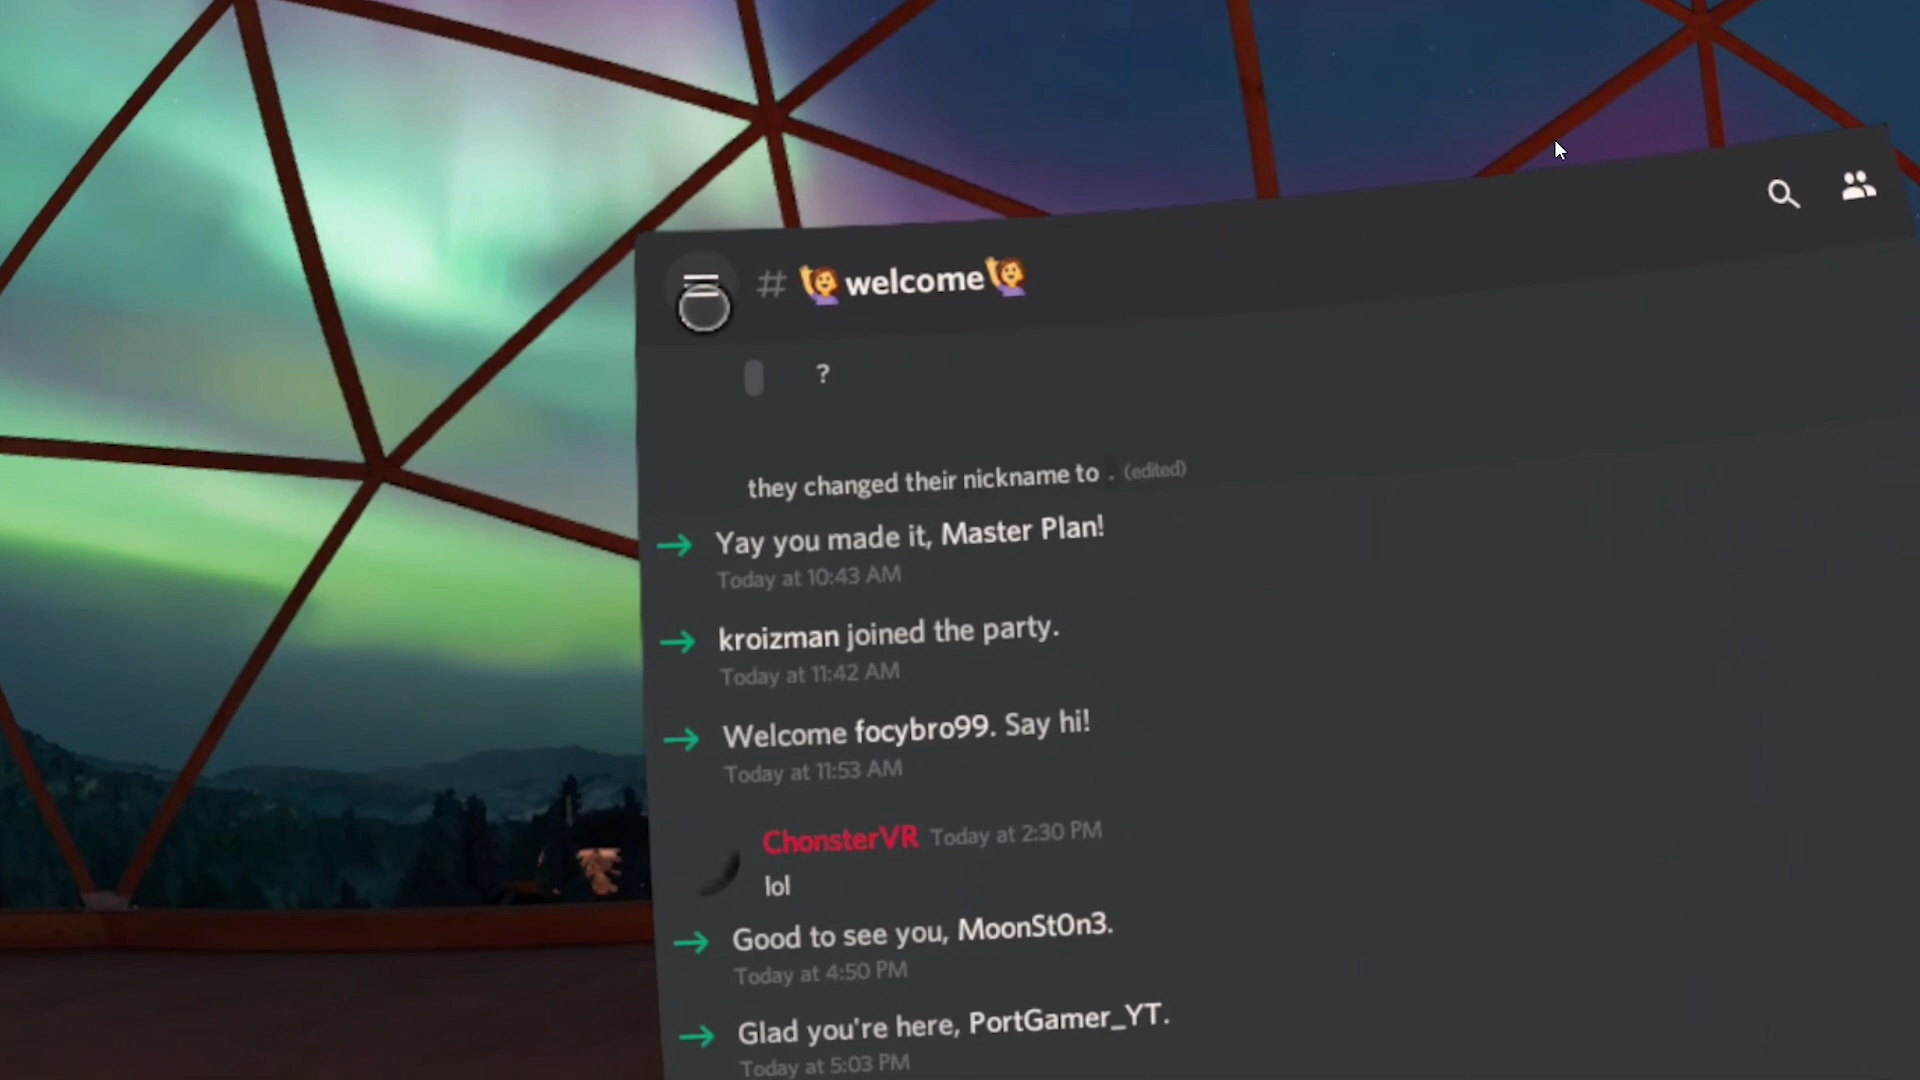 # 🙋welcome🙋
?
they changed their nickname to . (edited)
Yay you made it, Master Plan!
Today at 10:43 AM
kroizman joined the party.
Today at 11:42 AM
Welcome focybro99. Say hi!
Today at 11:53 AM
ChonsterVR Today at 2:30 PM
lol
Good to see you, MoonSt0n3.
Today at 4:50 PM
Glad you're here, PortGamer_YT.
Today at 5:03 PM